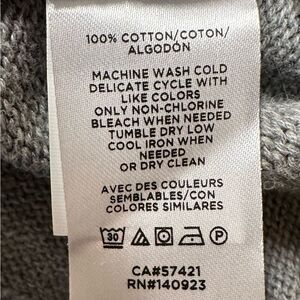 100% COTTON/COTON/
ALGODÓN
MACHINE WASH COLD
DELICATE CYCLE WITH
LIKE COLORS
ONLY NON-CHLORINE
BLEACH WHEN NEEDED
TUMBLE DRY LOW
COOL IRON WHEN
NEEDED
OR DRY CLEAN
AVEC DES COULEURS
SEMBLABLES/CON
COLORES SIMILARES
30 P
CA#57421
RN#140923